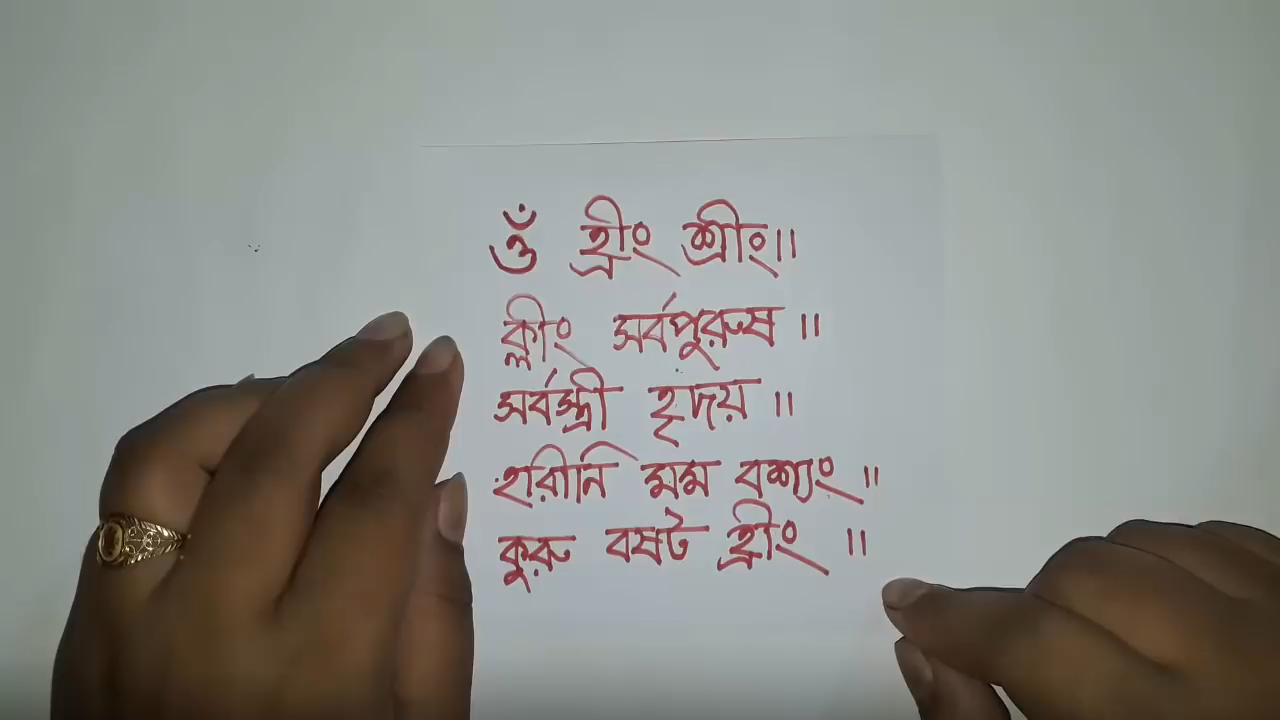 ওঁ হ্রীং শ্রীং॥
ক্লীং সর্বপুরুষ ॥
সর্বস্ত্রী হৃদয় ॥
হারীনি মম বশ্যং ॥
কুরু বষট হ্রীং ॥